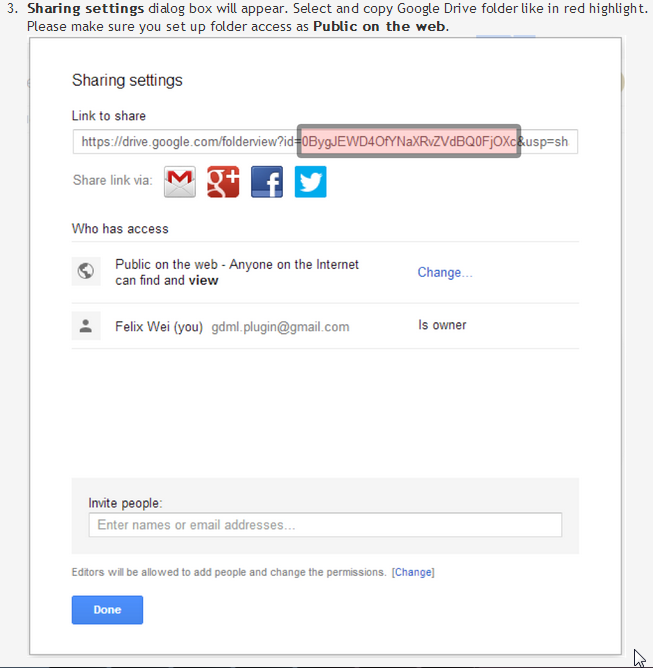 3. Sharing settings dialog box will appear. Select and copy Google Drive folder like in red highlight.
Please make sure you set up folder access as Public on the web.
Sharing settings
Link to share
https://drive.google.com/folderview?id=0BygJEWD4OfYNaXRvZVdBQ0FjOXc&usp=sh
Share link via:
Who has access
Public on the web - Anyone on the Internet
can find and view
Change...
Felix Wei (you) gdml.plugin@gmail.com
Is owner
Invite people:
Enter names or email addresses...
Editors will be allowed to add people and change the permissions. [Change]
Done